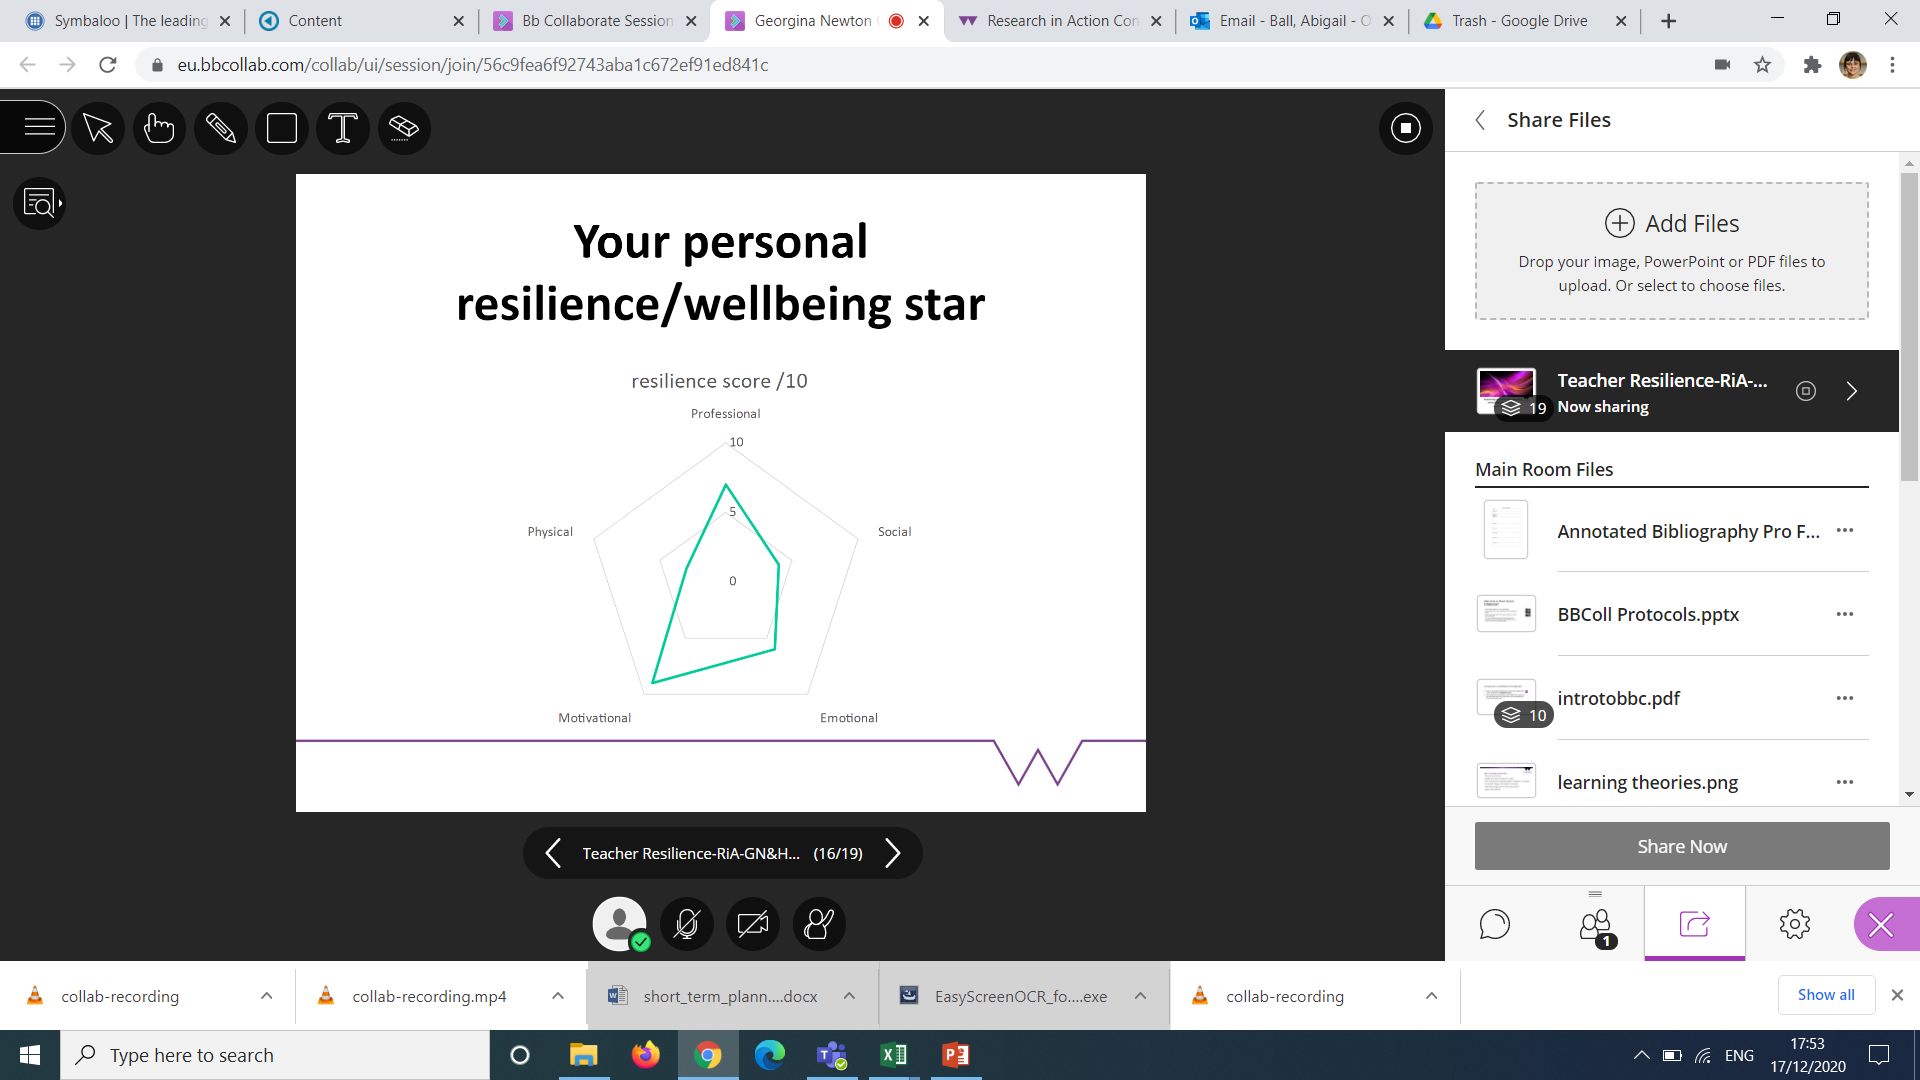 Symbaloo | The leading
Content
Bb Collaborate Session
Georgina Newton
Research in Action Con
Email - Ball, Abigail - O
Trash - Google Drive
eu.bbcollab.com/collab/ui/session/join/56c9fea6f92743aba1c672ef91ed841c
Your personal
resilience/wellbeing star
resilience score /10
Professional
10
5
0
Physical
Social
Motivational
Emotional
Teacher Resilience-RiA-GN&H... (16/19)
Share Files
Add Files
Drop your image, PowerPoint or PDF files to
upload. Or select to choose files.
Teacher Resilience-RiA-...
19
Now sharing
Main Room Files
Annotated Bibliography Pro F...
BBColl Protocols.pptx
introtobbc.pdf
10
learning theories.png
Share Now
1
collab-recording
collab-recording.mp4
short_term_plann....docx
EasyScreenOCR_fo....exe
collab-recording
Show all
Type here to search
ENG
17:53
17/12/2020